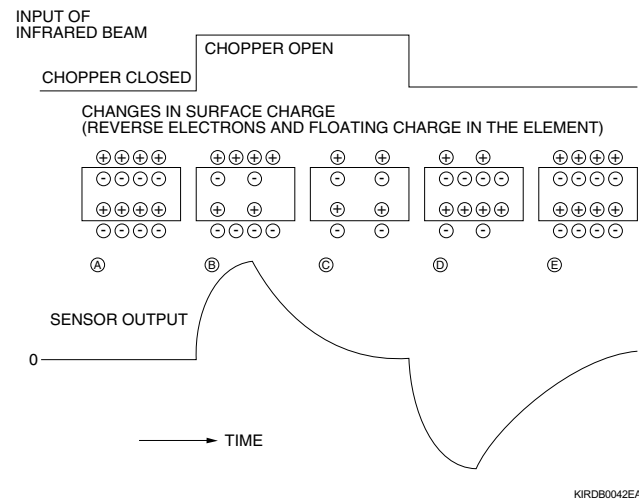 INPUT OF
INFRARED BEAM
CHOPPER OPEN
CHOPPER CLOSED
CHANGES IN SURFACE CHARGE
(REVERSE ELECTRONS AND FLOATING CHARGE IN THE ELEMENT)
+ + + + + + + + + + + + + + + +
- - - - - - - - - - - - - - - -
+ + + + + + + + + + + + + + + +
- - - - - - - - - - - - - - - -
Ⓐ Ⓑ Ⓒ Ⓓ Ⓔ
SENSOR OUTPUT
0
TIME
KIRDB0042EA